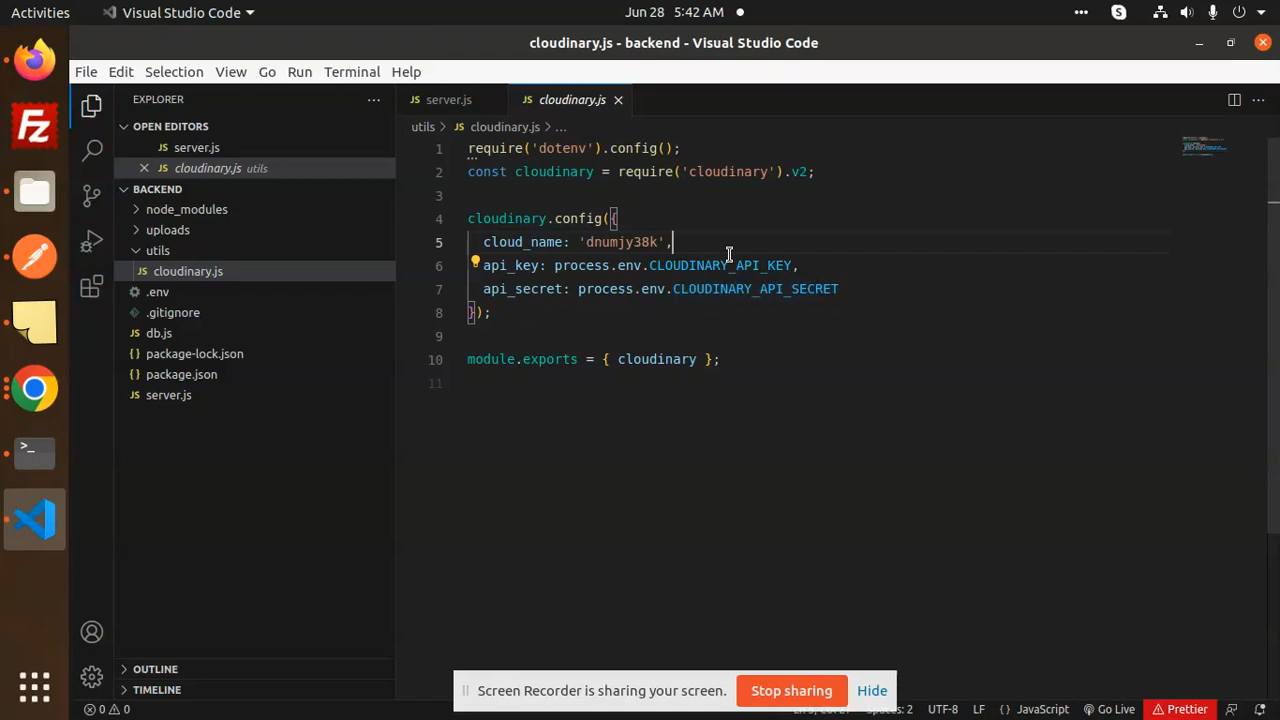 Activities
Visual Studio Code
Jun 28 5:42 AM
cloudinary.js - backend - Visual Studio Code
File Edit Selection View Go Run Terminal Help
EXPLORER
server.js
cloudinary.js
OPEN EDITORS
server.js
cloudinary.js utils
BACKEND
node_modules
uploads
utils
cloudinary.js
.env
.gitignore
db.js
package-lock.json
package.json
server.js
OUTLINE
TIMELINE
utils > JS cloudinary.js > ...
1 require('dotenv').config();
2 const cloudinary = require('cloudinary').v2;
3
4 cloudinary.config({
5 cloud_name: 'dnumjy38k',
6 api_key: process.env.CLOUDINARY_API_KEY,
7 api_secret: process.env.CLOUDINARY_API_SECRET
8 });
9
10 module.exports = { cloudinary };
11
Screen Recorder is sharing your screen. Stop sharing Hide
0 0 Spaces: 2 UTF-8 LF {} JavaScript Go Live Prettier